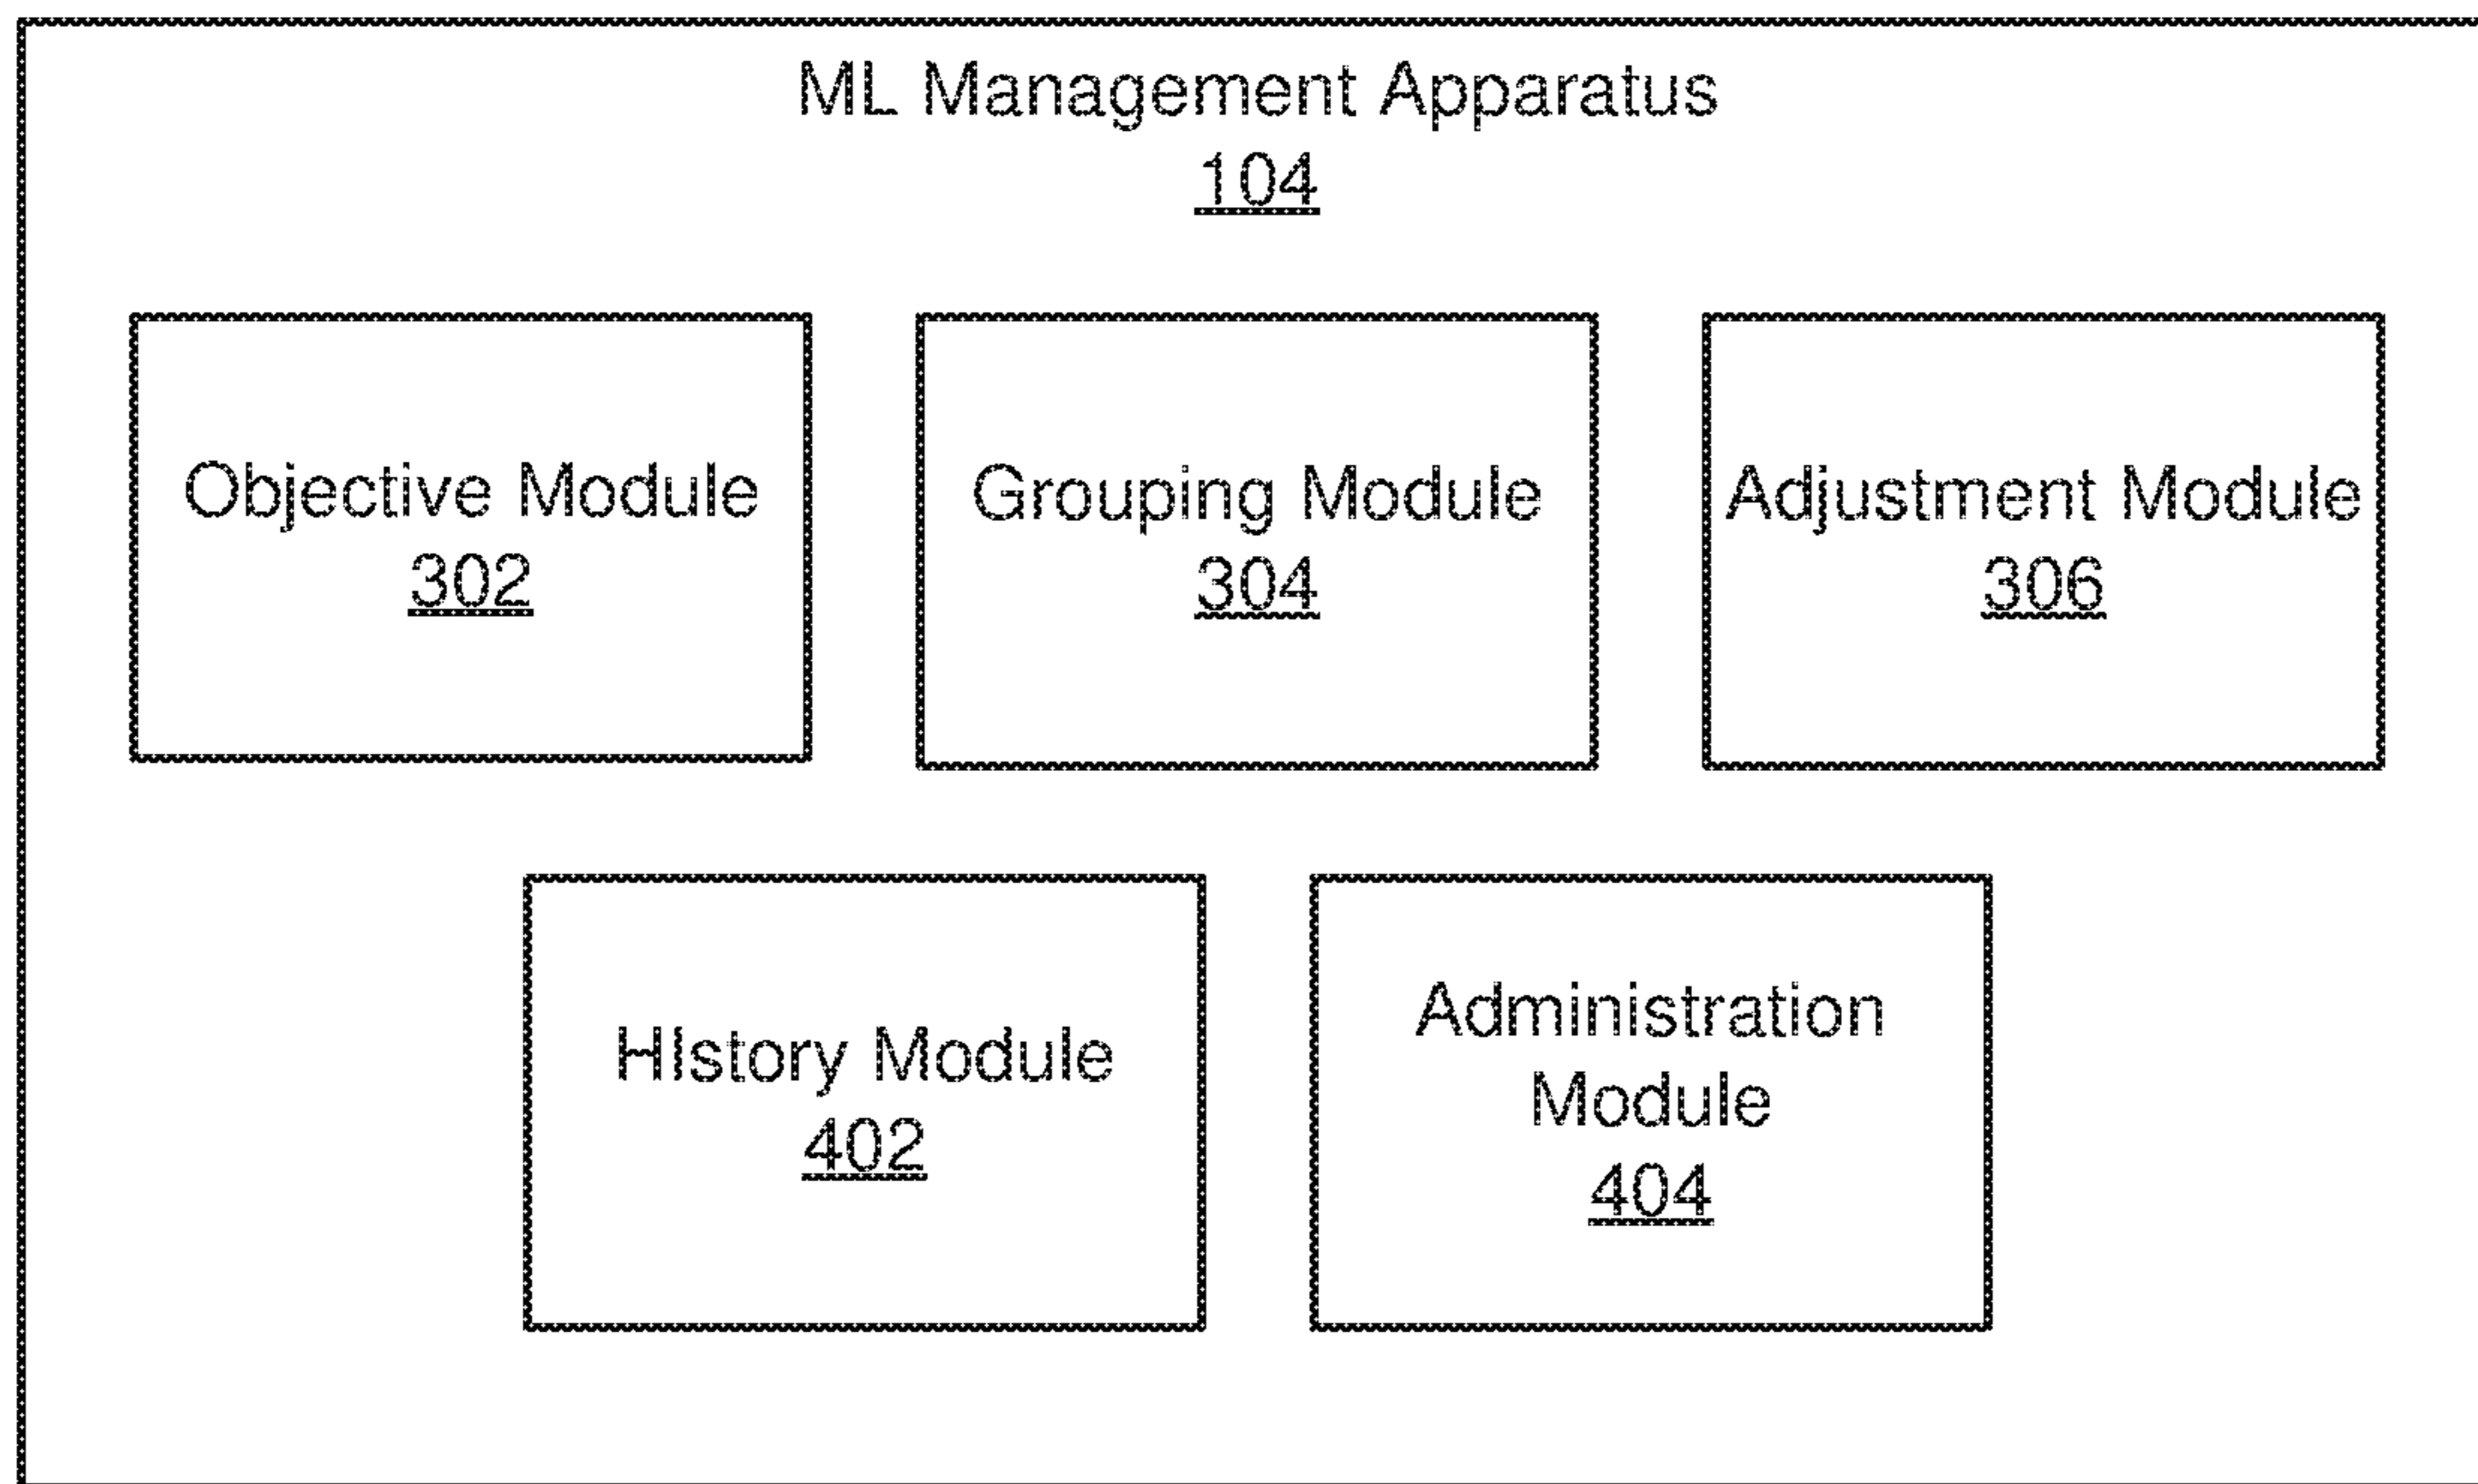 ML Management Apparatus
104
Objective Module
302
Grouping Module
304
Adjustment Module
306
HIstory Module
402
Administration
Module
404